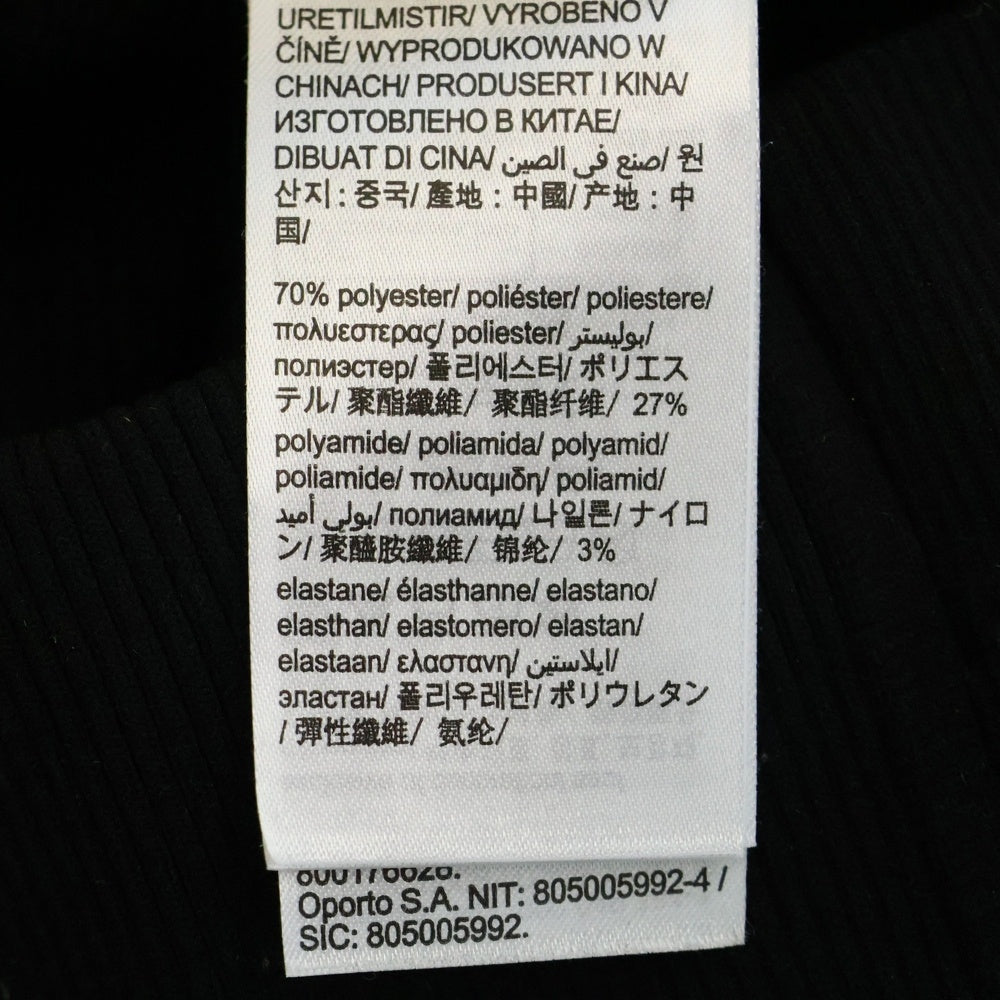 URETILMISTIR/ VYROBENO V
ČÍNĚ/ WYPRODUKOWANO W
CHINACH/ PRODUSERT I KINA/
ИЗГОТОВЛЕНО В КИТАЕ/
DIBUAT DI CINA/ صنع في الصين/ 원
산지 : 중국/ 產地 : 中國/ 产地 : 中
国/
70% polyester/ poliéster/ poliestere/
πολυεστερας/ poliester/ بوليستر/
полиэстер/ 폴리에스터/ ポリエス
テル/ 聚酯纖維/ 聚酯纤维/ 27%
polyamide/ poliamida/ polyamid/
poliamide/ πολυαμιδη/ poliamid/
بولي أميد/ полиамид/ 나일론/ ナイロ
ン/ 聚醯胺纖維/ 锦纶/ 3%
elastane/ élasthanne/ elastano/
elasthan/ elastomero/ elastan/
elastaan/ ελαστανη/ ايلاستين/
эластан/ 폴리우레탄/ ポリウレタン
/ 彈性纖維/ 氨纶/
800176628.
Oporto S.A. NIT: 805005992-4 /
SIC: 805005992.